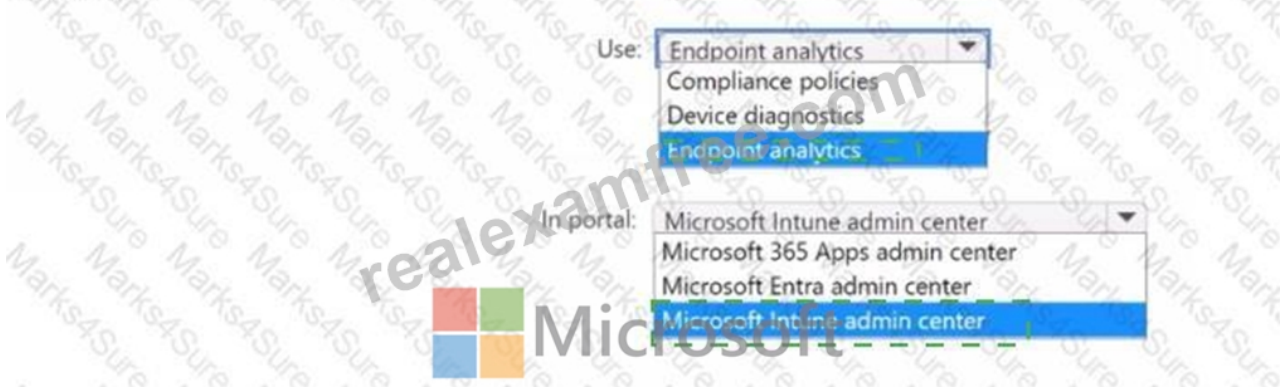 Use: Endpoint analytics
Compliance policies
Device diagnostics
Endpoint analytics
In portal: Microsoft Intune admin center
Microsoft 365 Apps admin center
Microsoft Entra admin center
Microsoft Intune admin center
realexamfree.com
Microsoft
Marks4Sure